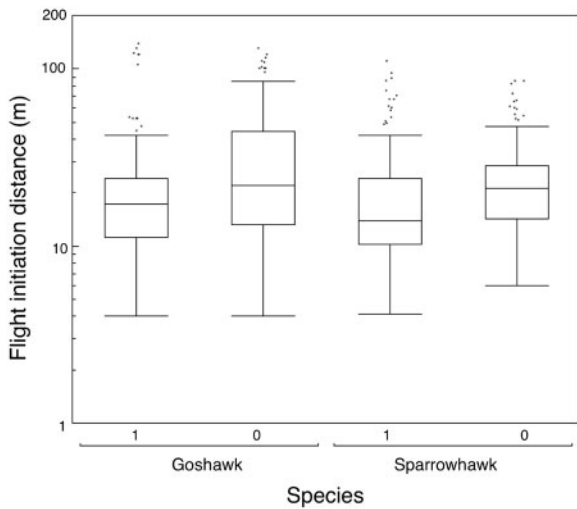 200
100
10
1
Flight initiation distance (m)
1 0 1 0
Goshawk Sparrowhawk
Species